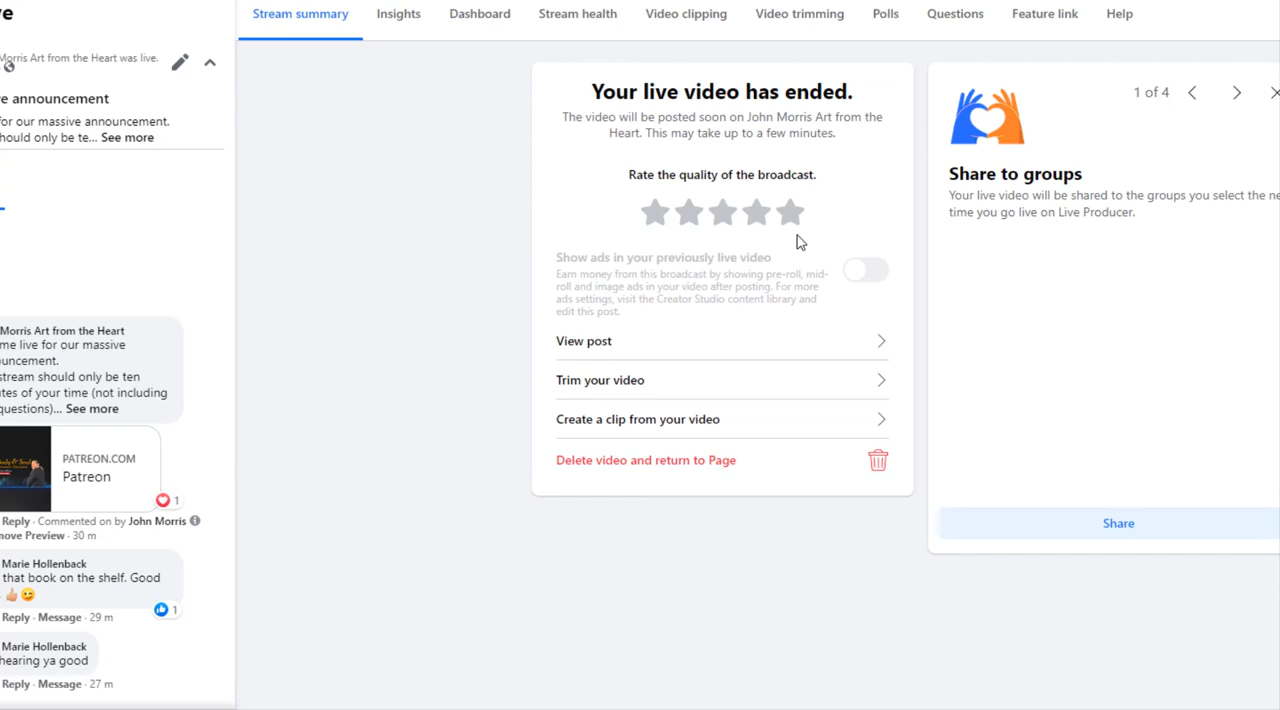 Stream summary Insights Dashboard Stream health Video clipping Video trimming Polls Questions Feature link Help
Morris Art from the Heart was live.
announcement
for our massive announcement.
hould only be te... See more
Your live video has ended.
The video will be posted soon on John Morris Art from the
Heart. This may take up to a few minutes.
Rate the quality of the broadcast.
Show ads in your previously live video
Earn money from this broadcast by showing pre-roll, mid-
roll and image ads in your video after posting. For more
ads settings, visit the Creator Studio content library and
edit this post.
View post
Trim your video
Create a clip from your video
Delete video and return to Page
1 of 4
Share to groups
Your live video will be shared to the groups you select the ne
time you go live on Live Producer.
Share
Morris Art from the Heart
me live for our massive
uncement.
stream should only be ten
utes of your time (not including
questions)... See more
PATREON.COM
Patreon
1
Reply · Commented on by John Morris
move Preview · 30 m
Marie Hollenback
that book on the shelf. Good
👍😜
1
Reply · Message · 29 m
Marie Hollenback
hearing ya good
Reply · Message · 27 m